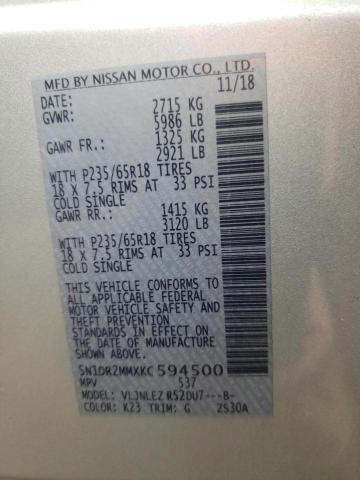 MFD BY NISSAN MOTOR CO., LTD.
DATE: 11/18
GVWR: 2715 KG
5986 LB
GAWR FR.: 1325 KG
2921 LB
WITH P235/65R18 TIRES
18 X 7.5 RIMS AT 33 PSI
COLD SINGLE
GAWR RR.: 1415 KG
3120 LB
WITH P235/65R18 TIRES
18 X 7.5 RIMS AT 33 PSI
COLD SINGLE
THIS VEHICLE CONFORMS TO
ALL APPLICABLE FEDERAL
MOTOR VEHICLE SAFETY AND
THEFT PREVENTION
STANDARDS IN EFFECT ON
THE DATE OF MANUFACTURE
SHOWN ABOVE.
5N1DR2MMXKC594500
MPV 537
MODEL: VLJNLEZ R52DU7---B-
COLOR: K23 TRIM: G 2S30A